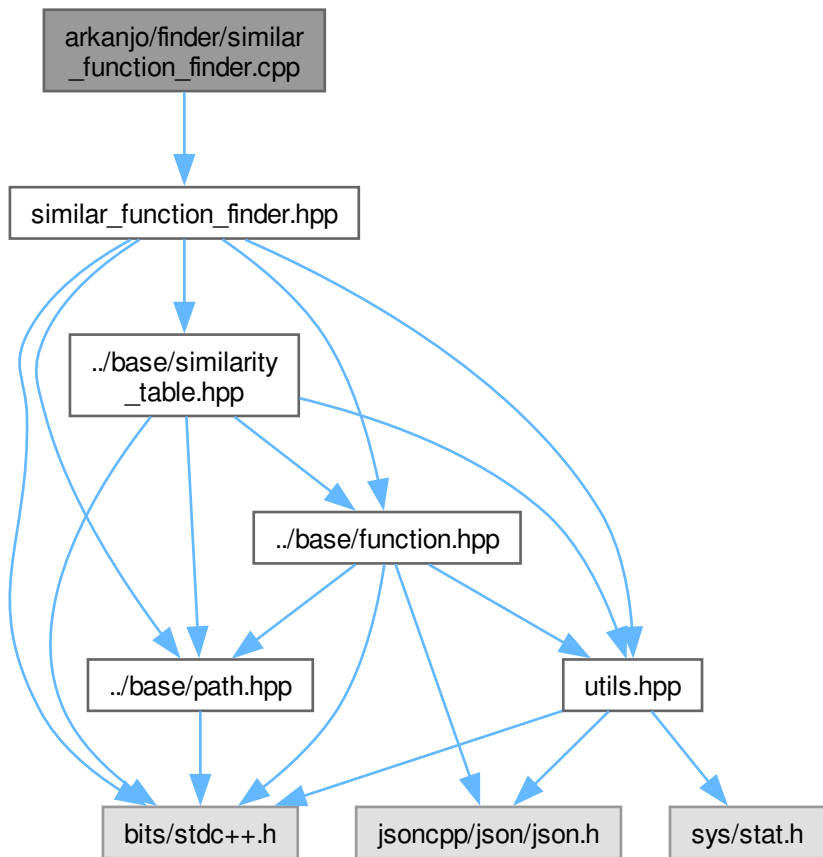 arkanjo/finder/similar
_function_finder.cpp
similar_function_finder.hpp
../base/similarity
_table.hpp
../base/function.hpp
../base/path.hpp
utils.hpp
bits/stdc++.h
jsoncpp/json/json.h
sys/stat.h